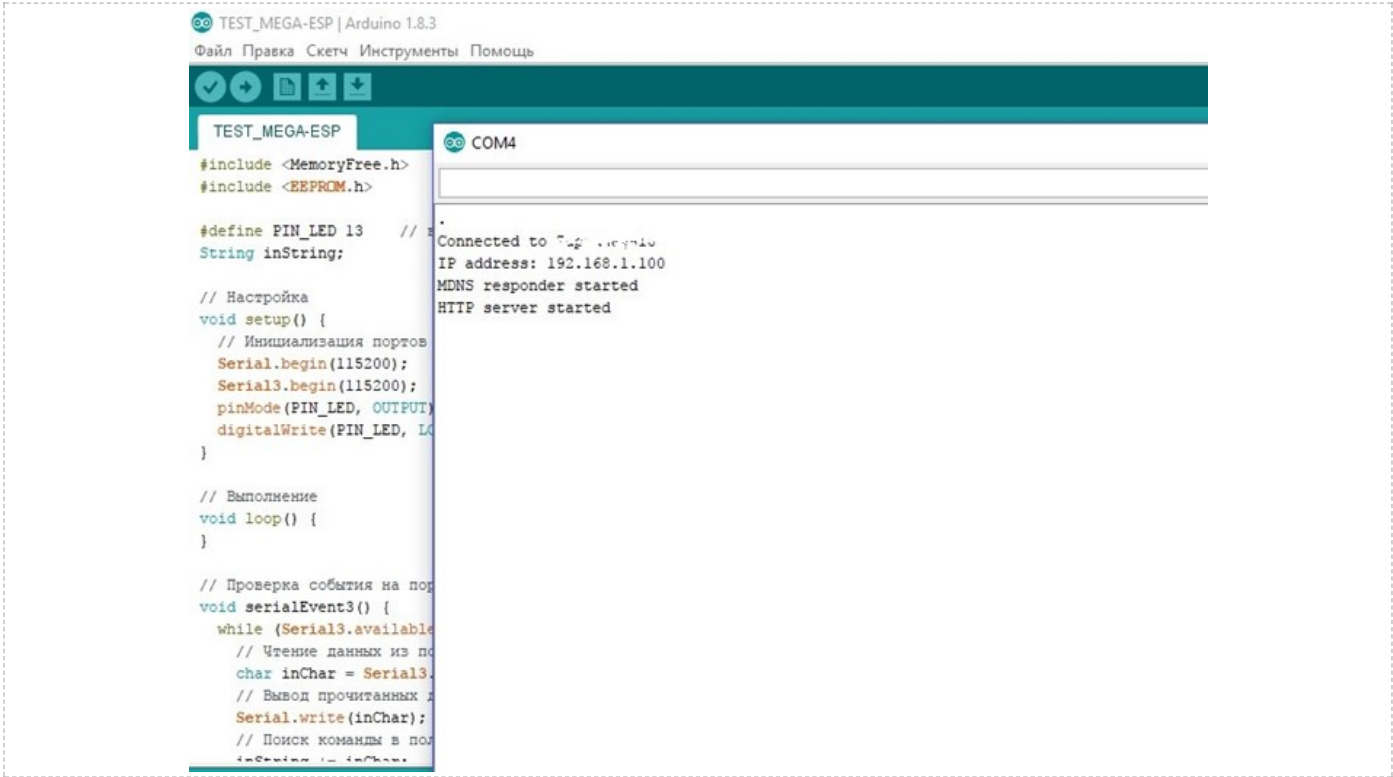 TEST_MEGA-ESP | Arduino 1.8.3
Файл Правка Скетч Инструменты Помощь
TEST_MEGA-ESP
#include <MemoryFree.h>
#include <EEPROM.h>
#define PIN_LED 13 //
String inString;
// Настройка
void setup() {
// Инициализация портов
Serial.begin(115200);
Serial3.begin(115200);
pinMode(PIN_LED, OUTPUT)
digitalWrite(PIN_LED,
}
// Выполнение
void loop() {
}
// Проверка события на
void serialEvent3() {
while (Serial3.available
// Чтение данных из
char inChar = Serial3.
// Вывод прочитанных
Serial.write(inChar);
// Поиск команды в
inString += inChar;
COM4
.
Connected to
IP address: 192.168.1.100
MDNS responder started
HTTP server started